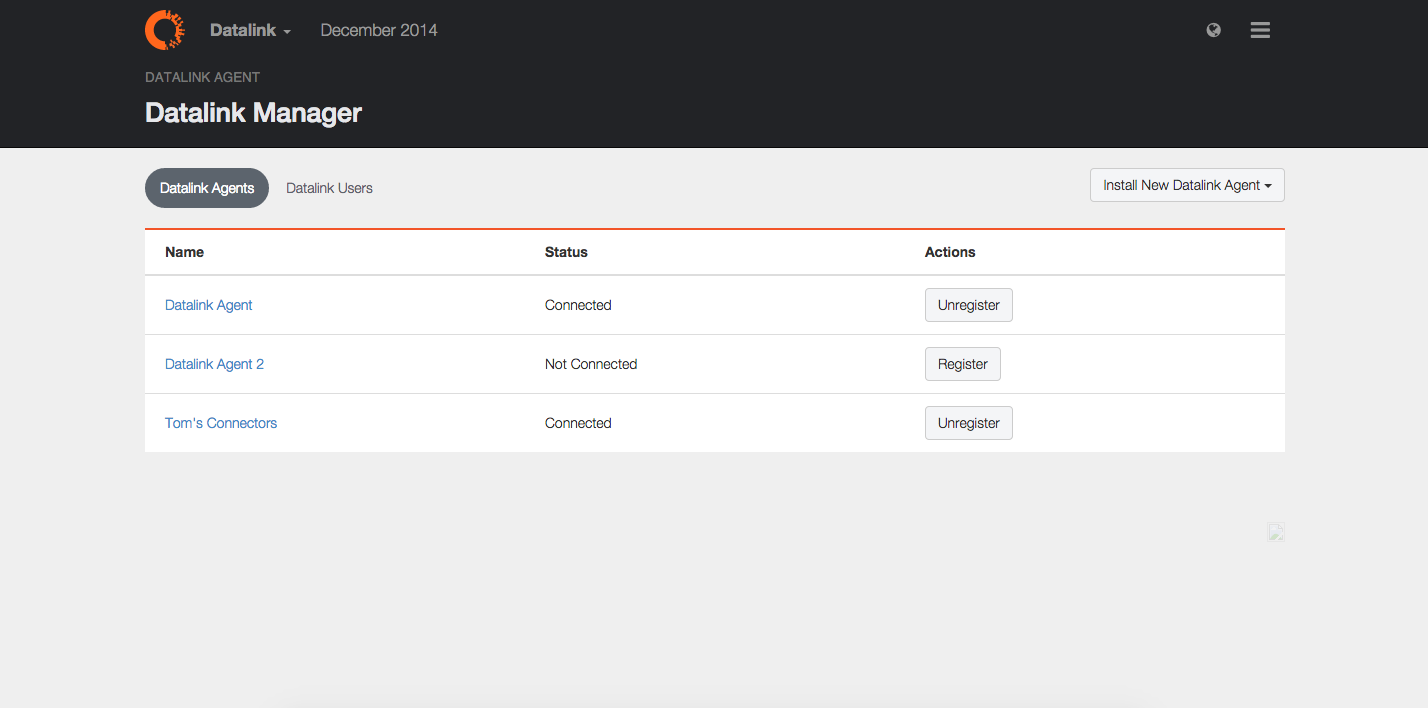 Datalink December 2014
DATALINK AGENT
Datalink Manager
Datalink Agents Datalink Users Install New Datalink Agent
Name Status Actions
Datalink Agent Connected Unregister
Datalink Agent 2 Not Connected Register
Tom's Connectors Connected Unregister